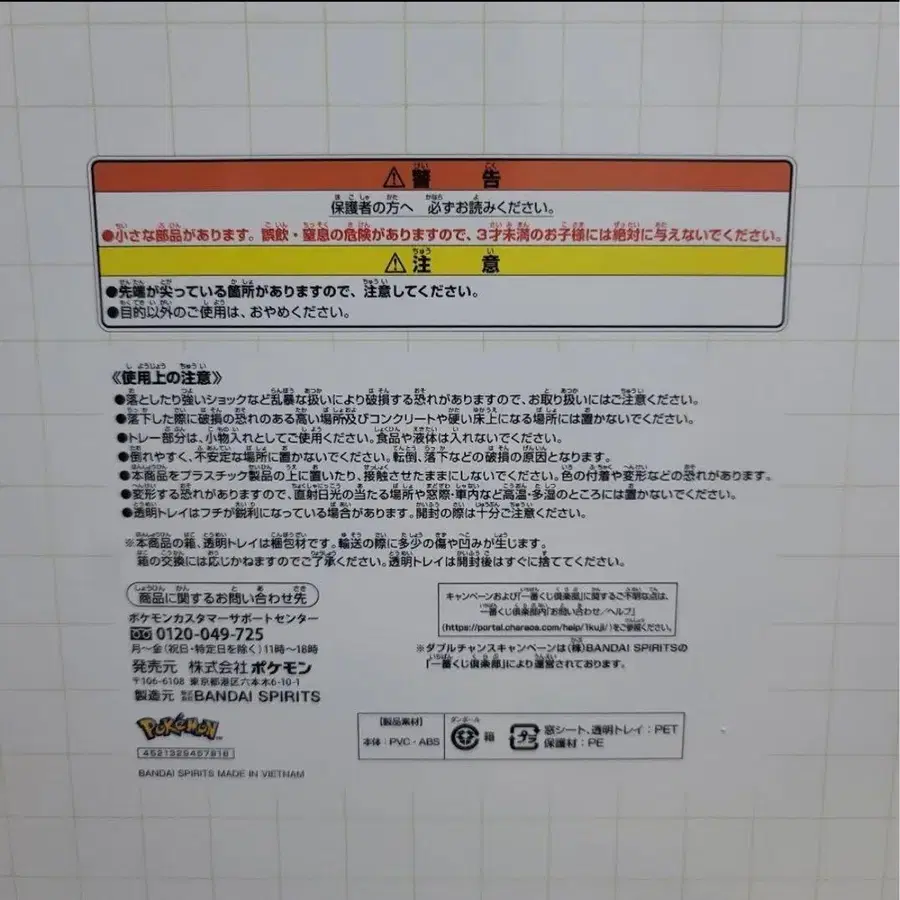 ⚠警告
保護者の方へ 必ずお読みください。
●小さな部品があります。誤飲・窒息の危険がありますので、3才未満のお子様には絶対に与えないでください。
⚠注意
●先端が尖っている箇所がありますので、注意してください。
●目的以外のご使用は、おやめください。
《使用上の注意》
●落としたり強いショックなど乱暴な扱いにより破損する恐れがありますので、お取り扱いにはご注意ください。
●落下した際に破損の恐れのある高い場所及びコンクリートや硬い床上になる場所には置かないでください。
●トレー部分は、小物入れとしてご使用ください。食品や液体は入れないでください。
●倒れやすく、不安定な場所に置かないでください。転倒、落下などの破損の原因となります。
●本商品をプラスチック製品の上に置いたり、接触させたままにしないでください。色の付着や変形などの恐れがあります。
●変形する恐れがありますので、直射日光の当たる場所や窓際・車内など高温・多湿のところには置かないでください。
●透明トレイはフチが鋭利になっている場合があります。開封の際は十分ご注意ください。
※本商品の箱、透明トレイは梱包材です。輸送の際に多少の傷や凹みが生じます。
箱の交換には応じかねますのでご了承ください。透明トレイは開封後はすぐに捨ててください。
商品に関するお問い合わせ先
ポケモンカスタマーサポートセンター
0120-049-725
月〜金(祝日・特定日を除く)11時〜18時
発売元 株式会社ポケモン
〒106-6108 東京都港区六本木6-10-1
製造元 株式会社BANDAI SPIRITS
キャンペーンおよび「一番くじ倶楽部」に関するご不明な点は、
一番くじ倶楽部内「お問い合わせ/ヘルプ」
(https://portal.charaoa.com/help/1kuji/)をご参照ください。
※ダブルチャンスキャンペーンは(株)BANDAI SPIRITSの
「一番くじ倶楽部」により運営されております。
POKéMON
4521329457818
BANDAI SPIRITS MADE IN VIETNAM
【製品素材】
本体：PVC・ABS
ダンボール
箱
プラ
窓シート、透明トレイ：PET
保護材：PE